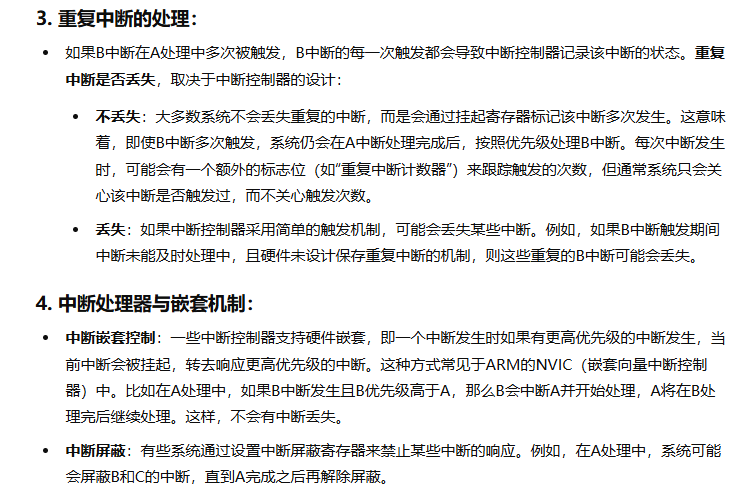 3. 重复中断的处理：
• 如果B中断在A处理中多次被触发，B中断的每一次触发都会导致中断控制器记录该中断的状态。重复
中断是否丢失，取决于中断控制器的设计：
• 不丢失：大多数系统不会丢失重复的中断，而是会通过挂起寄存器标记该中断多次发生。这意味
着，即使B中断多次触发，系统仍会在A中断处理完成后，按照优先级处理B中断。每次中断发生
时，可能会有一个额外的标志位（如“重复中断计数器”）来跟踪触发的次数，但通常系统只会关
心该中断是否触发过，而不关心触发次数。
• 丢失：如果中断控制器采用简单的触发机制，可能会丢失某些中断。例如，如果B中断触发期间
中断未能及时处理中，且硬件未设计保存重复中断的机制，则这些重复的B中断可能会丢失。
4. 中断处理器与嵌套机制：
• 中断嵌套控制：一些中断控制器支持硬件嵌套，即一个中断发生时如果有更高优先级的中断发生，当
前中断会被挂起，转去响应更高优先级的中断。这种方式常见于ARM的NVIC（嵌套向量中断控制
器）中。比如在A处理中，如果B中断发生且B优先级高于A，那么B会中断A并开始处理，A将在B处
理完后继续处理。这样，不会有中断丢失。
• 中断屏蔽：有些系统通过设置中断屏蔽寄存器来禁止某些中断的响应。例如，在A处理中，系统可能
会屏蔽B和C的中断，直到A完成之后再解除屏蔽。